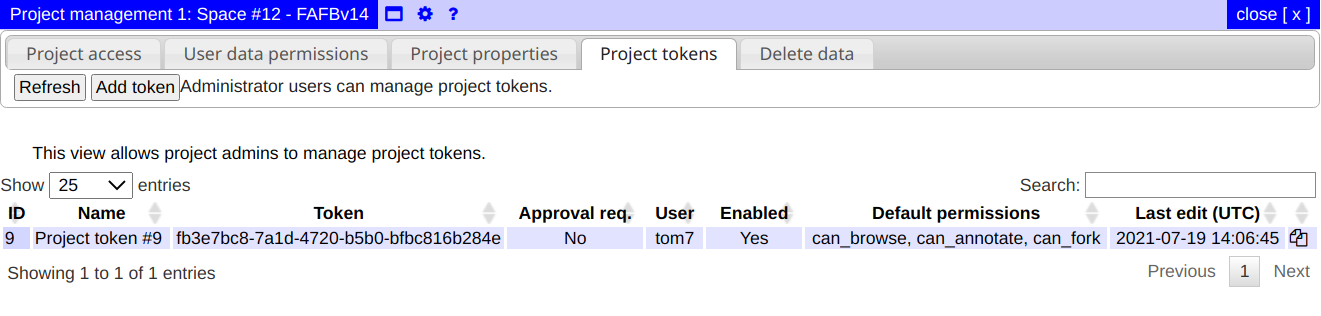 Project management 1: Space #12 - FAFBv14 ? close [ x ]
Project access User data permissions Project properties Project tokens Delete data
Refresh Add token Administrator users can manage project tokens.
This view allows project admins to manage project tokens.
Show 25 entries Search:
ID Name Token Approval req. User Enabled Default permissions Last edit (UTC)
9 Project token #9 fb3e7bc8-7a1d-4720-b5b0-bfbc816b284e No tom7 Yes can_browse, can_annotate, can_fork 2021-07-19 14:06:45
Showing 1 to 1 of 1 entries Previous 1 Next